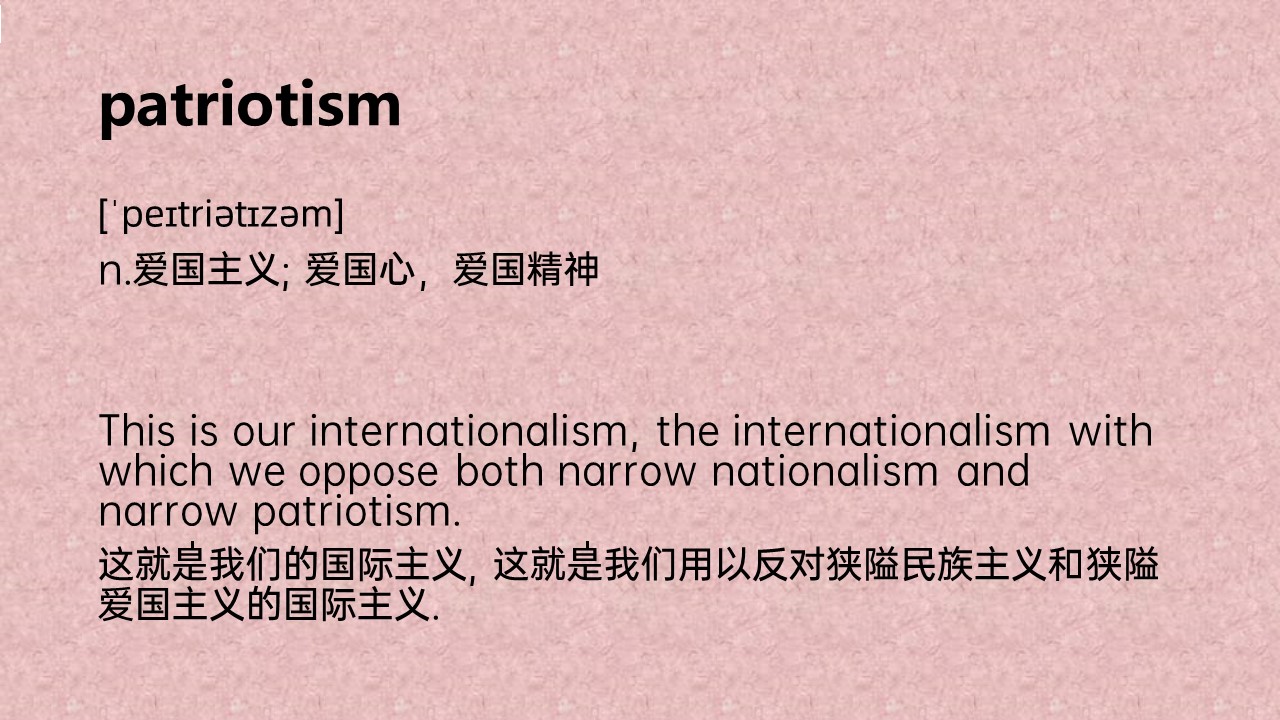 patriotism
[ˈpeɪtriətɪzəm]
n.爱国主义; 爱国心，爱国精神
This is our internationalism, the internationalism with
which we oppose both narrow nationalism and
narrow patriotism.
这就是我们的国际主义, 这就是我们用以反对狭隘民族主义和狭隘
爱国主义的国际主义.